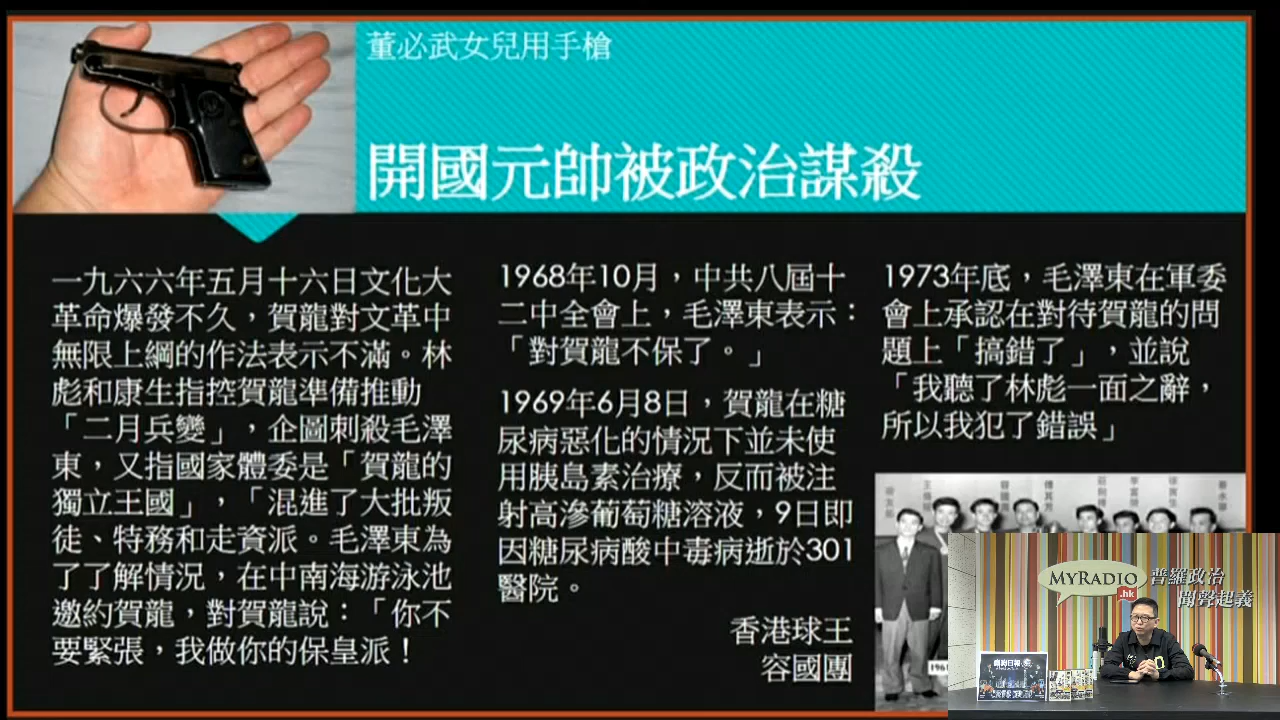 董必武女兒用手槍
開國元帥被政治謀殺
一九六六年五月十六日文化大
革命爆發不久，賀龍對文革中
無限上綱的作法表示不滿。林
彪和康生指控賀龍準備推動
「二月兵變」，企圖刺殺毛澤
東，又指國家體委是「賀龍的
獨立王國」，「混進了大批叛
徒、特務和走資派。毛澤東為
了了解情況，在中南海游泳池
邀約賀龍，對賀龍說：「你不
要緊張，我做你的保皇派！
1968年10月，中共八屆十
二中全會上，毛澤東表示：
「對賀龍不保了。」
1969年6月8日，賀龍在糖
尿病惡化的情況下並未使
用胰島素治療，反而被注
射高滲葡萄糖溶液，9日即
因糖尿病酸中毒病逝於301
醫院。
香港球王
容國團
1973年底，毛澤東在軍委
會上承認在對待賀龍的問
題上「搞錯了」，並說
「我聽了林彪一面之辭，
所以我犯了錯誤」
傅其芳
1961
MYRADIO
.hk
普羅政治
聞聲起義